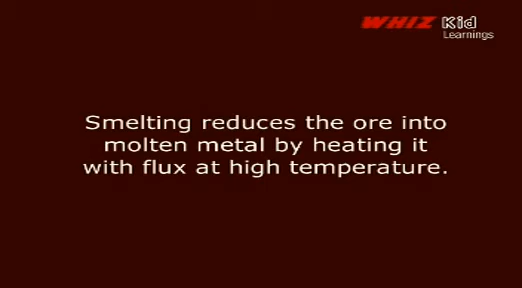 WHIZ Kid
Learnings
Smelting reduces the ore into
molten metal by heating it
with flux at high temperature.